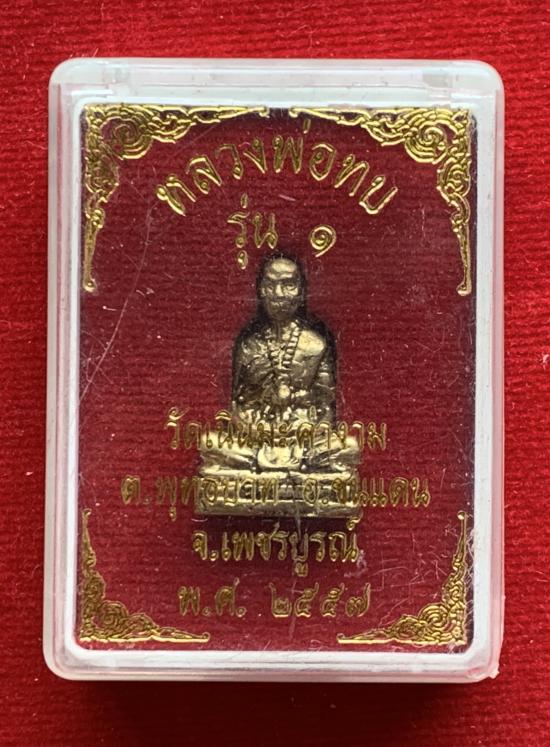 หลวงพ่อทบ
รุ่น ๑
วัดเนินมะค่างาม
ต.พุทธบาท อ.ชนแดน
จ.เพชรบูรณ์
พ.ศ. ๒๕๕๗